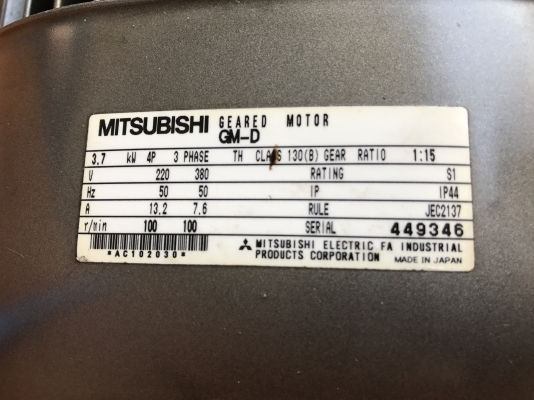 MITSUBISHI GEARED MOTOR
GM-D
3.7 kW 4P 3 PHASE TH CLASS 130(B) GEAR RATIO 1:15
V 220 380 RATING S1
Hz 50 50 IP IP44
A 13.2 7.6 RULE JEC2137
r/min 100 100 SERIAL 449346
MITSUBISHI ELECTRIC FA INDUSTRIAL
PRODUCTS CORPORATION MADE IN JAPAN
*AC102030*